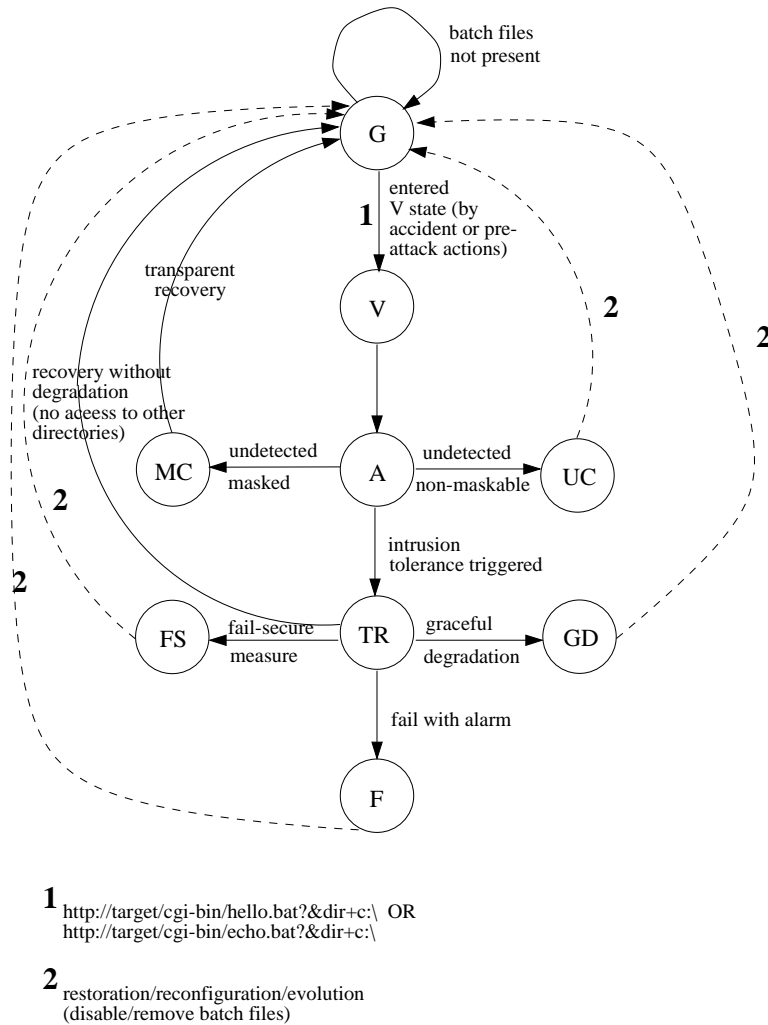 batch files
not present
G
1
entered
V state (by
accident or pre-
attack actions)
transparent
recovery
V
2
2
recovery without
degradation
(no aceess to other
directories)
MC
undetected
masked
A
undetected
non-maskable
UC
2
intrusion
tolerance triggered
2
FS
fail-secure
measure
TR
graceful
degradation
GD
fail with alarm
F
1
http://target/cgi-bin/hello.bat?&dir+c:\ OR
http://target/cgi-bin/echo.bat?&dir+c:\
2
restoration/reconfiguration/evolution
(disable/remove batch files)